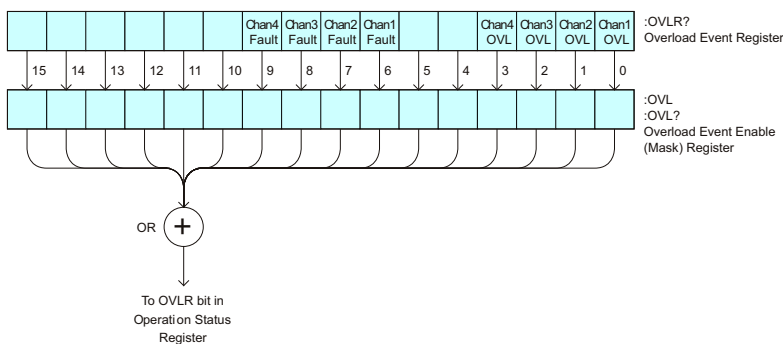 Chan4 Fault
Chan3 Fault
Chan2 Fault
Chan1 Fault
Chan4 OVL
Chan3 OVL
Chan2 OVL
Chan1 OVL
:OVLR?
Overload Event Register
15 14 13 12 11 10 9 8 7 6 5 4 3 2 1 0
:OVL
:OVL?
Overload Event Enable
(Mask) Register
OR +
To OVLR bit in
Operation Status
Register